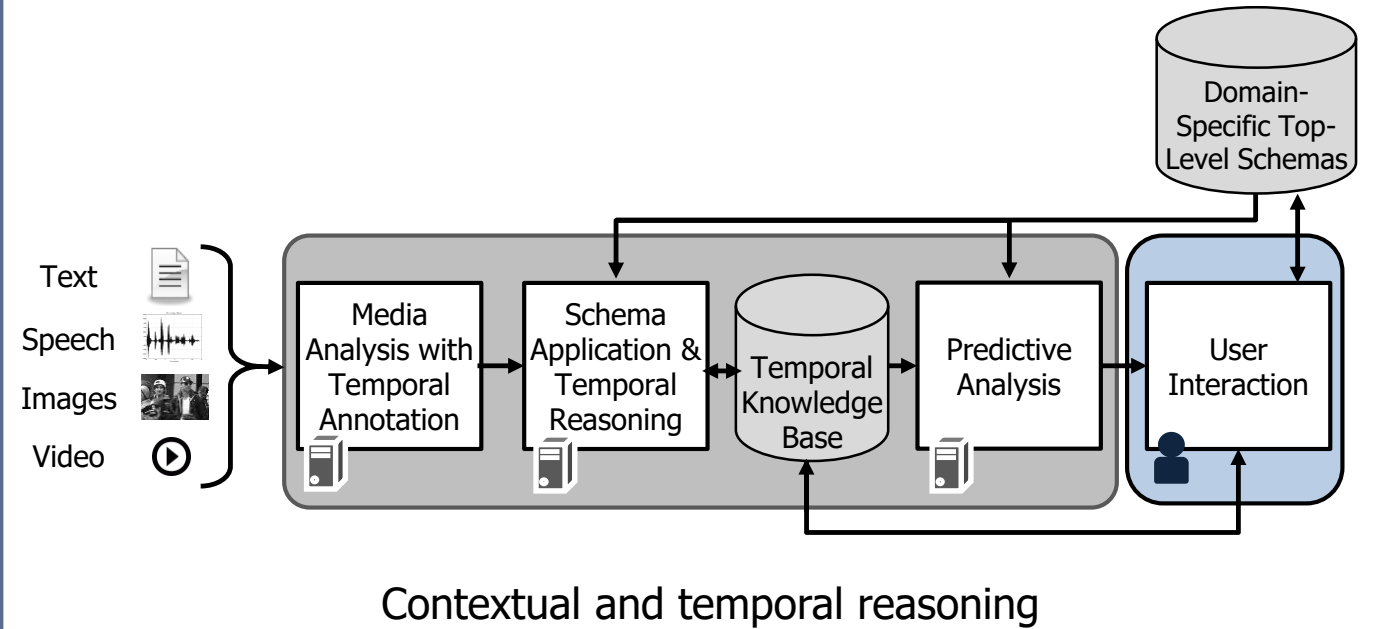 Domain-
Specific Top-
Level Schemas
Text
Speech
Images
Video
Media
Analysis with
Temporal
Annotation
Schema
Application &
Temporal
Reasoning
Temporal
Knowledge
Base
Predictive
Analysis
User
Interaction
Contextual and temporal reasoning